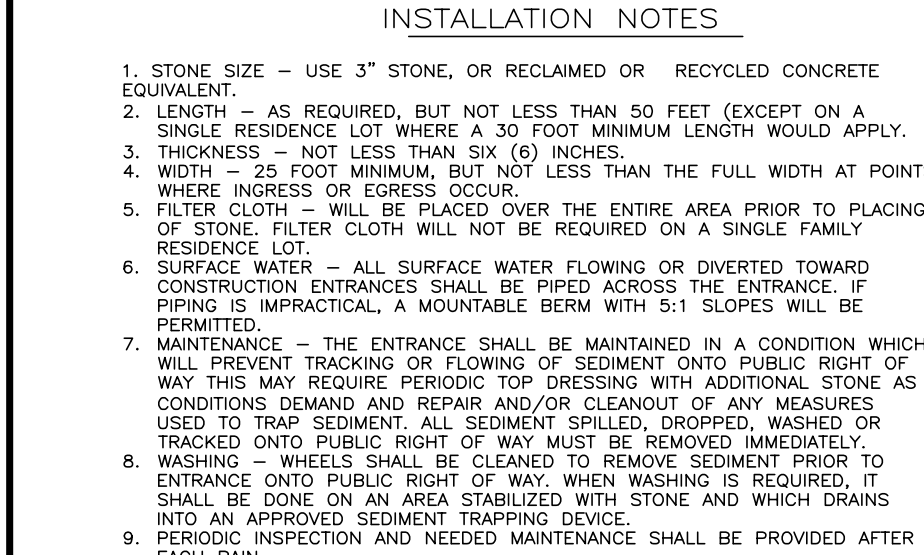 INSTALLATION NOTES
1. STONE SIZE – USE 3" STONE, OR RECLAIMED OR RECYCLED CONCRETE
EQUIVALENT.
2. LENGTH – AS REQUIRED, BUT NOT LESS THAN 50 FEET (EXCEPT ON A
SINGLE RESIDENCE LOT WHERE A 30 FOOT MINIMUM LENGTH WOULD APPLY.
3. THICKNESS – NOT LESS THAN SIX (6) INCHES.
4. WIDTH – 25 FOOT MINIMUM, BUT NOT LESS THAN THE FULL WIDTH AT POINT
WHERE INGRESS OR EGRESS OCCUR.
5. FILTER CLOTH – WILL BE PLACED OVER THE ENTIRE AREA PRIOR TO PLACING
OF STONE. FILTER CLOTH WILL NOT BE REQUIRED ON A SINGLE FAMILY
RESIDENCE LOT.
6. SURFACE WATER – ALL SURFACE WATER FLOWING OR DIVERTED TOWARD
CONSTRUCTION ENTRANCES SHALL BE PIPED ACROSS THE ENTRANCE. IF
PIPING IS IMPRACTICAL, A MOUNTABLE BERM WITH 5:1 SLOPES WILL BE
PERMITTED.
7. MAINTENANCE – THE ENTRANCE SHALL BE MAINTAINED IN A CONDITION WHICH
WILL PREVENT TRACKING OR FLOWING OF SEDIMENT ONTO PUBLIC RIGHT OF
WAY THIS MAY REQUIRE PERIODIC TOP DRESSING WITH ADDITIONAL STONE AS
CONDITIONS DEMAND AND REPAIR AND/OR CLEANOUT OF ANY MEASURES
USED TO TRAP SEDIMENT. ALL SEDIMENT SPILLED, DROPPED, WASHED OR
TRACKED ONTO PUBLIC RIGHT OF WAY MUST BE REMOVED IMMEDIATELY.
8. WASHING – WHEELS SHALL BE CLEANED TO REMOVE SEDIMENT PRIOR TO
ENTRANCE ONTO PUBLIC RIGHT OF WAY. WHEN WASHING IS REQUIRED, IT
SHALL BE DONE ON AN AREA STABILIZED WITH STONE AND WHICH DRAINS
INTO AN APPROVED SEDIMENT TRAPPING DEVICE.
9. PERIODIC INSPECTION AND NEEDED MAINTENANCE SHALL BE PROVIDED AFTER
EACH RAIN